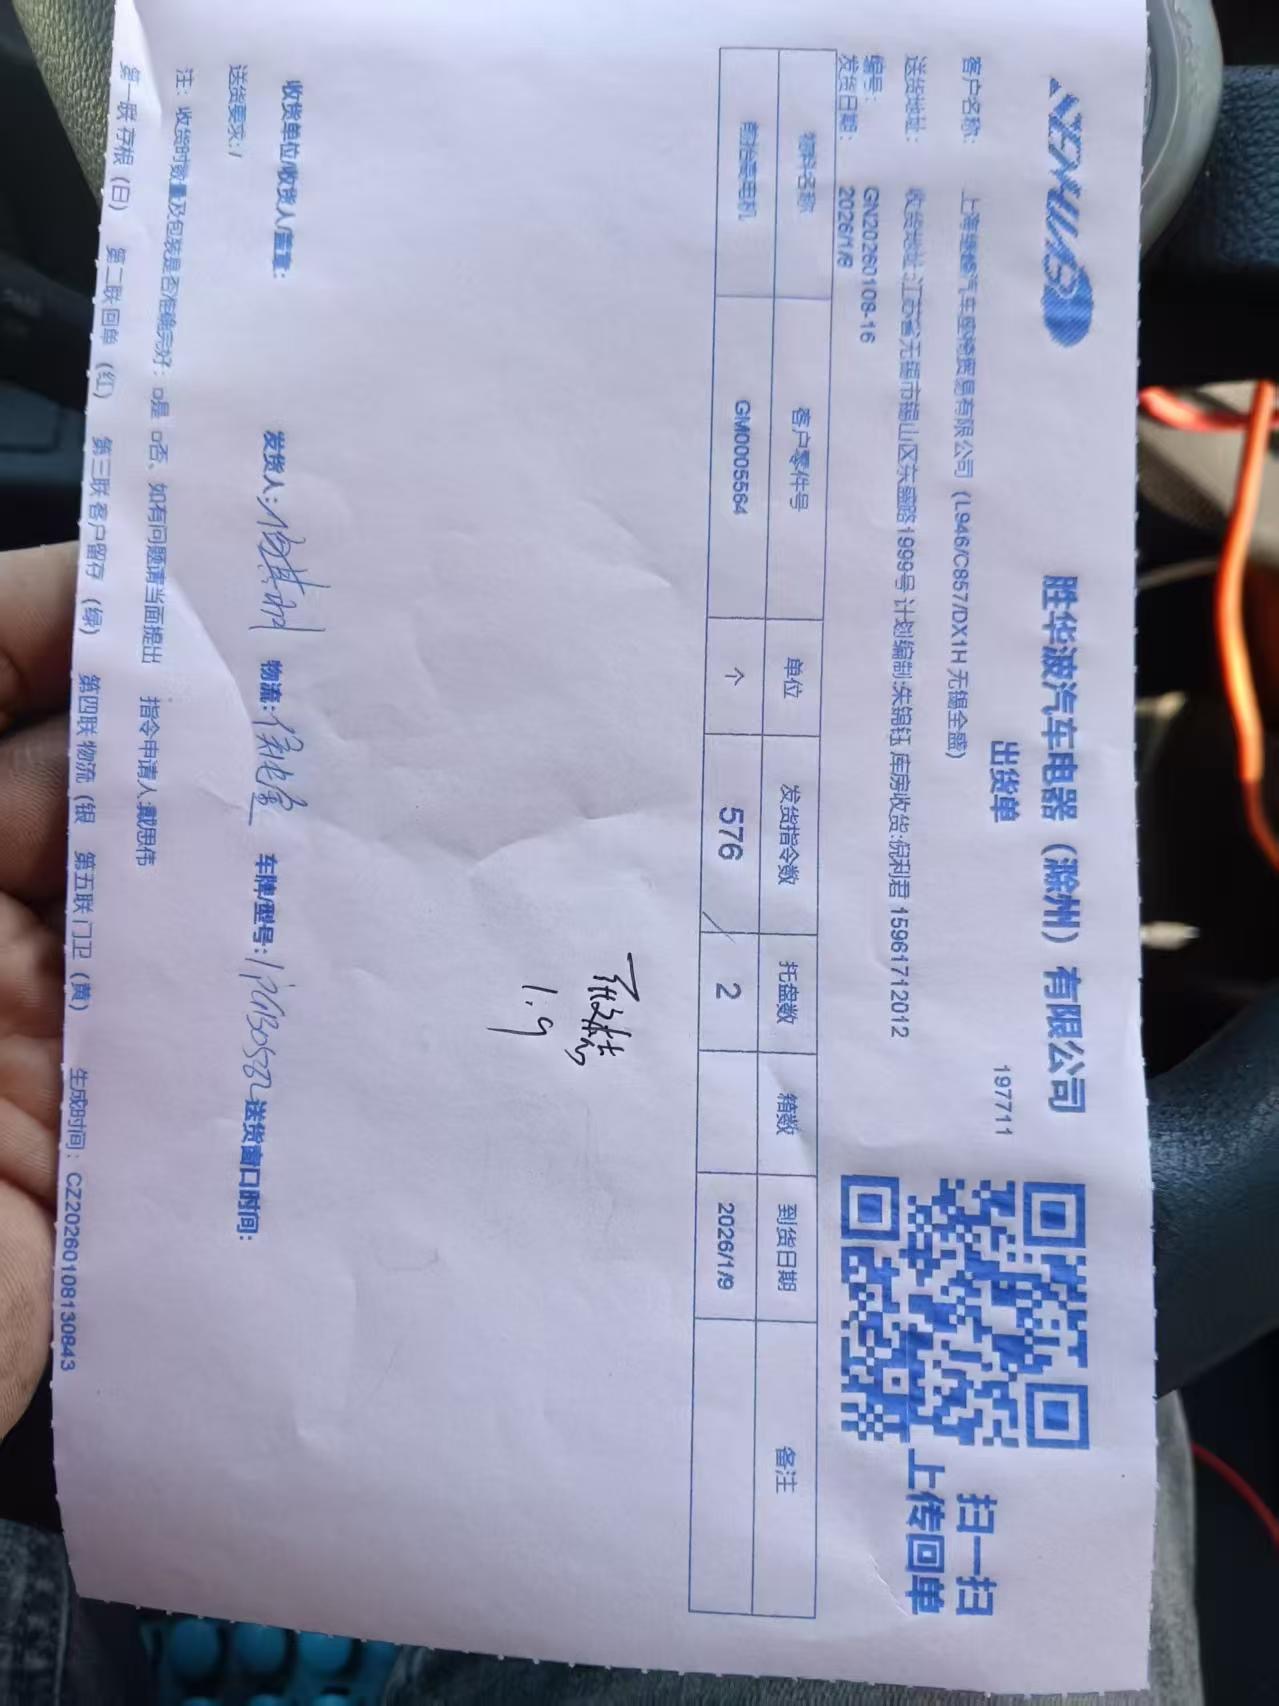 SHENGHUABO
胜华波汽车电器（滁州）有限公司
出货单
197711
扫一扫
上传回单
客户名称： 上海缝绛汽车座椅贸易有限公司（L946/C857/DX1H 无锡全盛）
送货地址： 收货地址:江苏省无锡市锡山区东盛路1999号 计划编制:朱锦钰 库房收货:倪利君 15961712012
编号： GN20260108-16
发货日期： 2026/1/8
物料名称 客户零件号 单位 发货指令数 托盘数 箱数 到货日期 备注
前抬高电机 GM0005564 个 576 2 2026/1/9
1.9
收货单位/收货人/盖章： 发货人： 物流： 车牌/型号： 送货窗口时间：
送货要求: /
注：收货时数量及包装是否准确完好：□是 □否、如有问题请当面提出 指令申请人:戴思伟
第一联 存根（白） 第二联 回单（红） 第三联 客户留存（绿） 第四联 物流（银 第五联 门卫（黄） 生成时间：CZ20260108130843